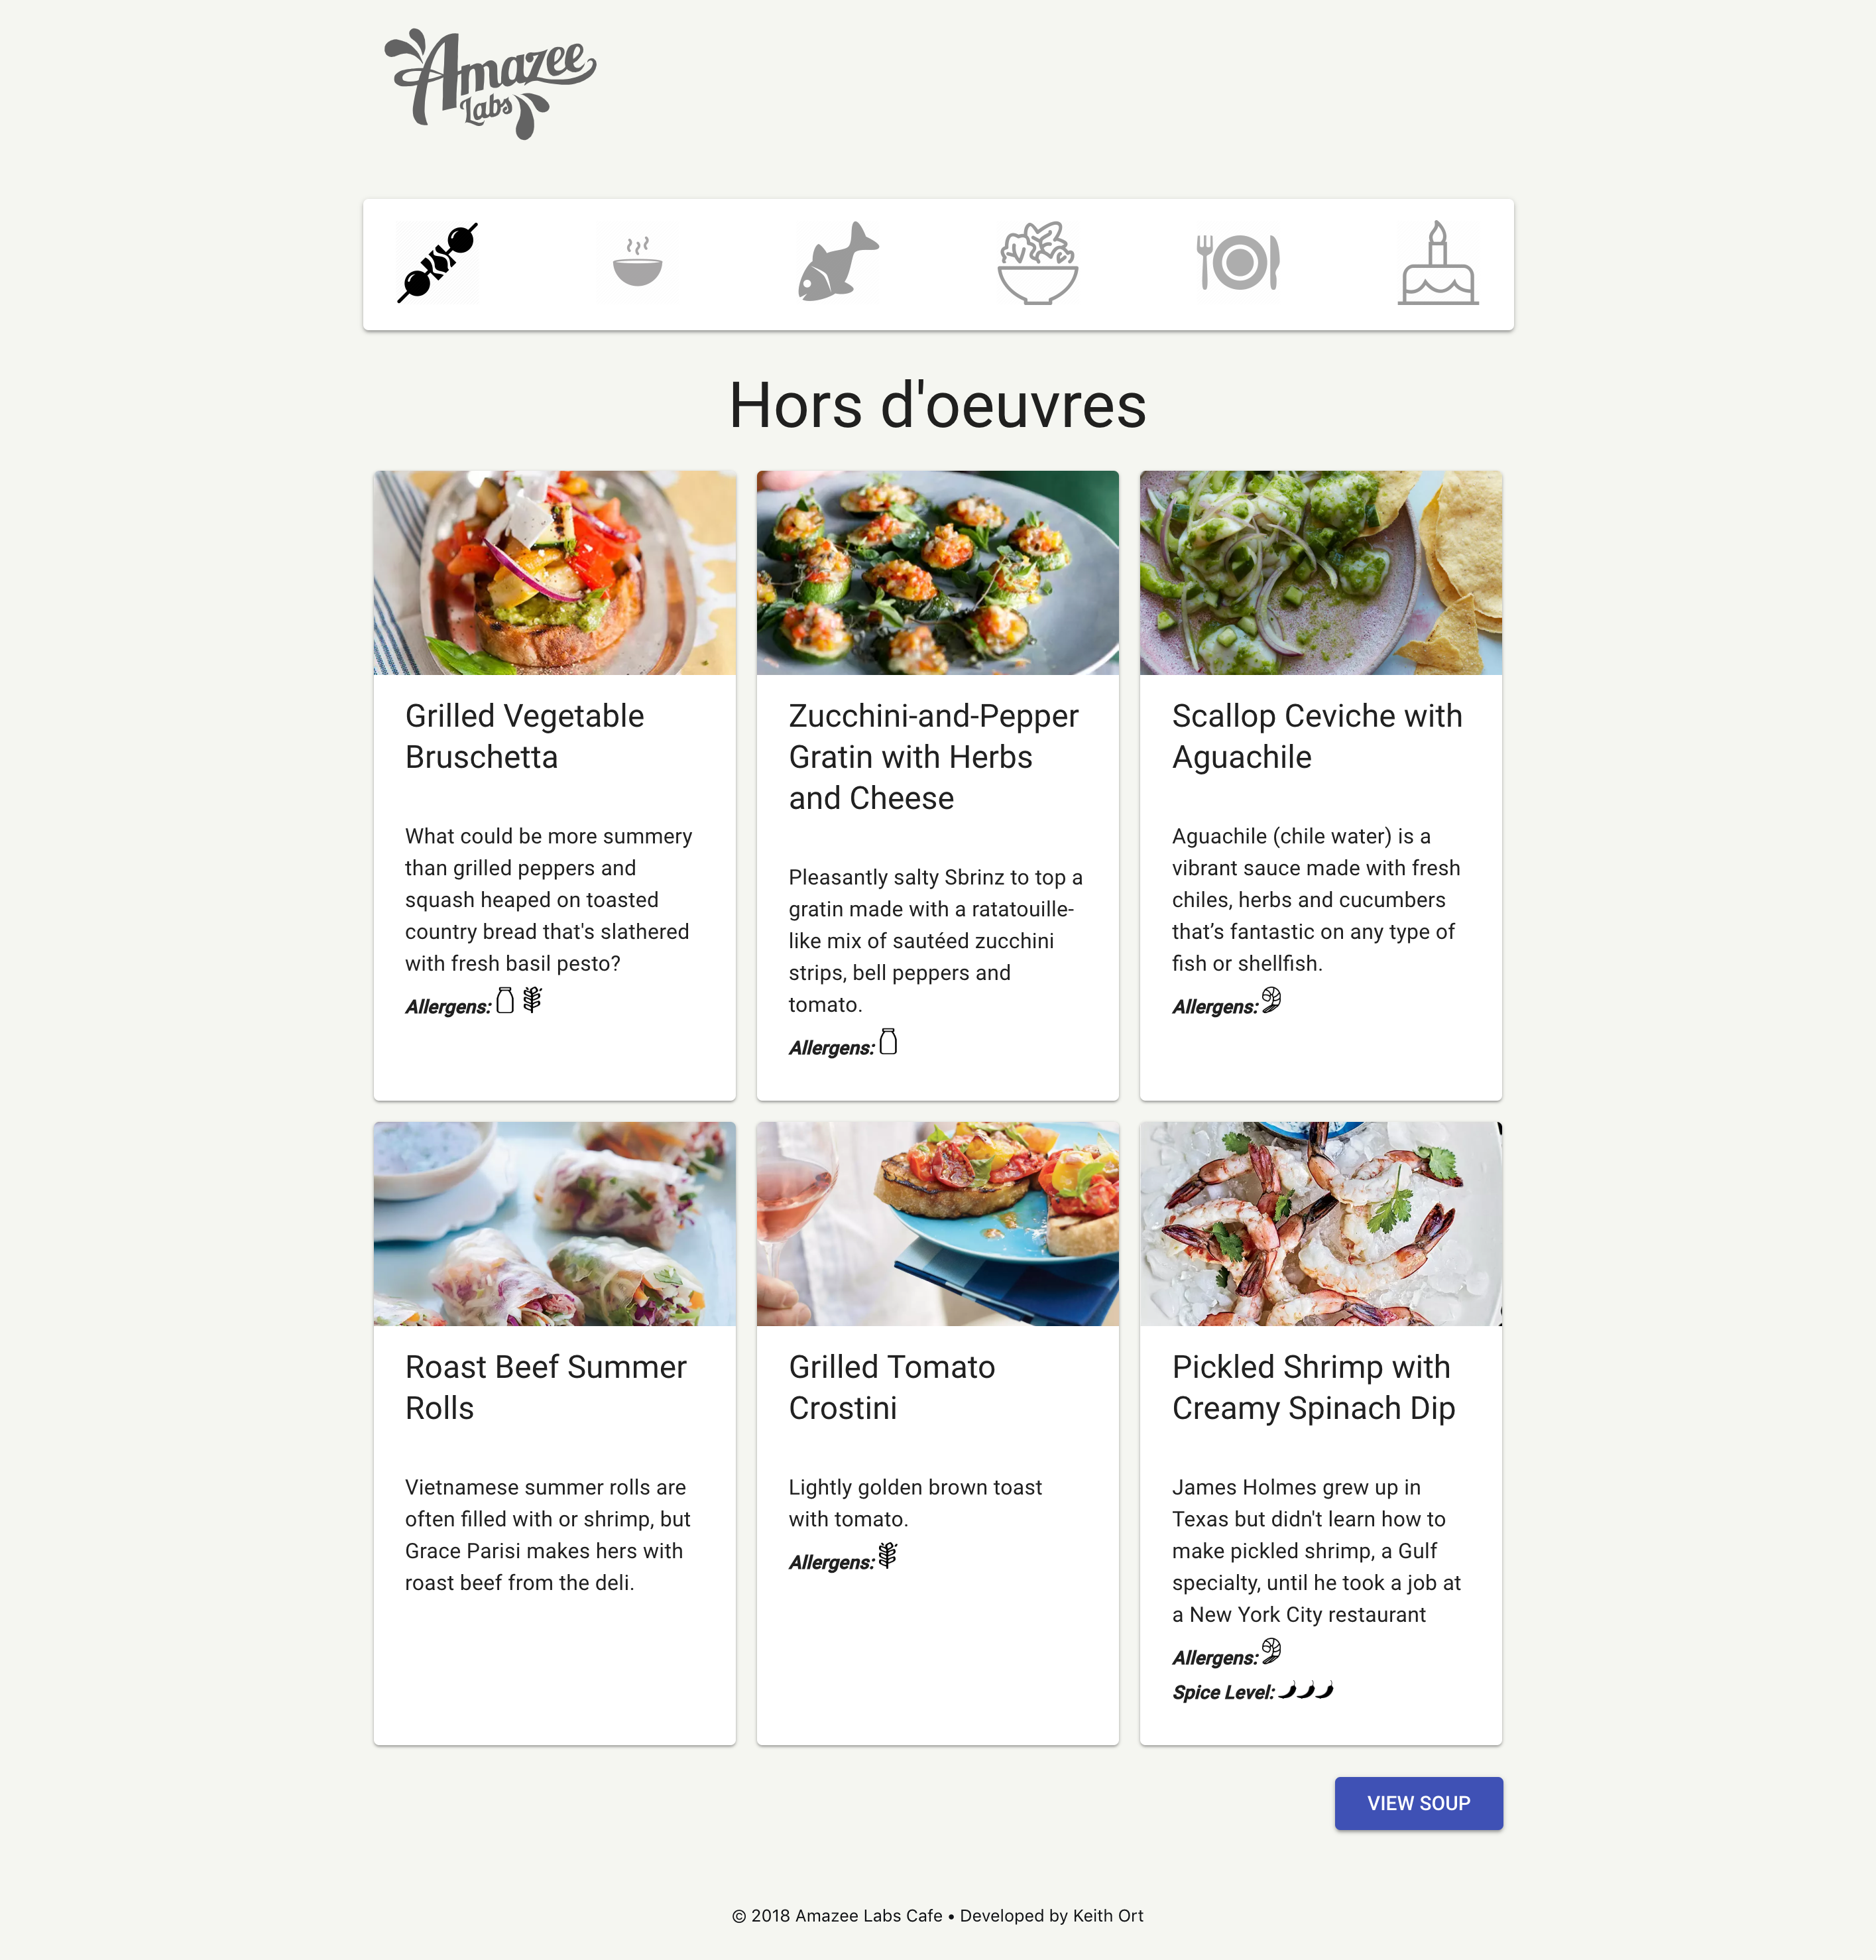 Amazee
Labs
Hors d'oeuvres
Grilled Vegetable
Bruschetta
What could be more summery
than grilled peppers and
squash heaped on toasted
country bread that's slathered
with fresh basil pesto?
Allergens:
Zucchini-and-Pepper
Gratin with Herbs
and Cheese
Pleasantly salty Sbrinz to top a
gratin made with a ratatouille-
like mix of sautéed zucchini
strips, bell peppers and
tomato.
Allergens:
Scallop Ceviche with
Aguachile
Aguachile (chile water) is a
vibrant sauce made with fresh
chiles, herbs and cucumbers
that’s fantastic on any type of
fish or shellfish.
Allergens:
Roast Beef Summer
Rolls
Vietnamese summer rolls are
often filled with or shrimp, but
Grace Parisi makes hers with
roast beef from the deli.
Grilled Tomato
Crostini
Lightly golden brown toast
with tomato.
Allergens:
Pickled Shrimp with
Creamy Spinach Dip
James Holmes grew up in
Texas but didn't learn how to
make pickled shrimp, a Gulf
specialty, until he took a job at
a New York City restaurant
Allergens:
Spice Level:
VIEW SOUP
© 2018 Amazee Labs Cafe • Developed by Keith Ort